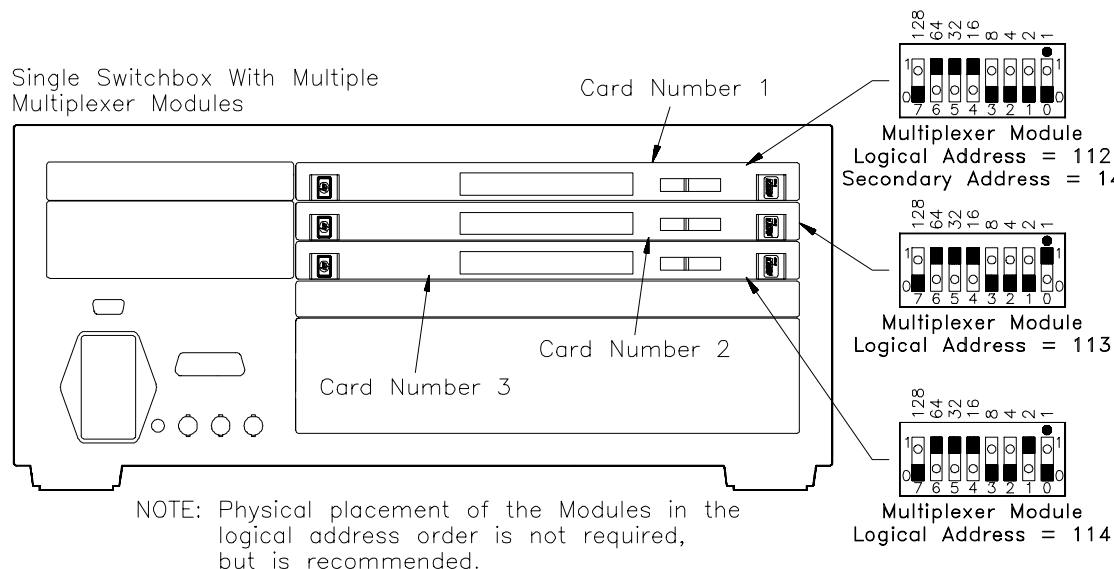 Single Switchbox With Multiple
Multiplexer Modules
Card Number 1
Card Number 2
Card Number 3
128 64 32 16 8 4 2 1
1 1
0 0
7 6 5 4 3 2 1 0
Multiplexer Module
Logical Address = 112
Secondary Address = 14
128 64 32 16 8 4 2 1
1 1
0 0
7 6 5 4 3 2 1 0
Multiplexer Module
Logical Address = 113
128 64 32 16 8 4 2 1
1 1
0 0
7 6 5 4 3 2 1 0
Multiplexer Module
Logical Address = 114
NOTE: Physical placement of the Modules in the
logical address order is not required,
but is recommended.